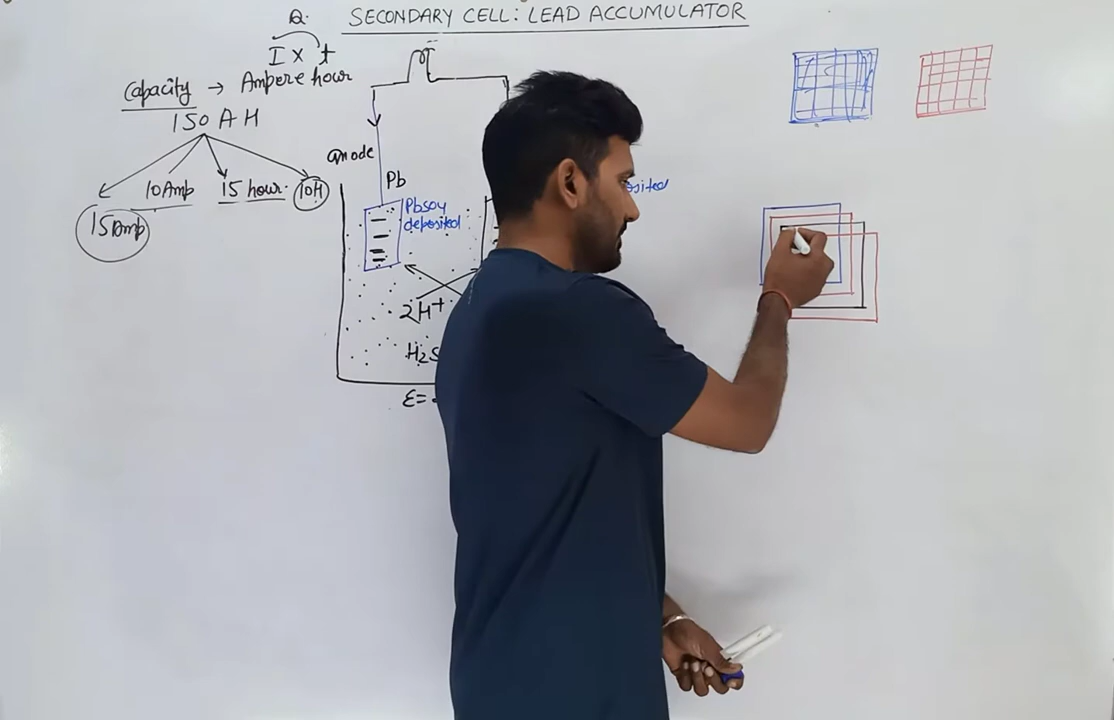 SECONDARY CELL: LEAD ACCUMULATOR
Q.
I x t
Capacity → Ampere hour
150 AH
15 Amp
10 Amp
15 hour.
10H
anode
Pb
PbSO4
deposited
2H+
H2S
ε=